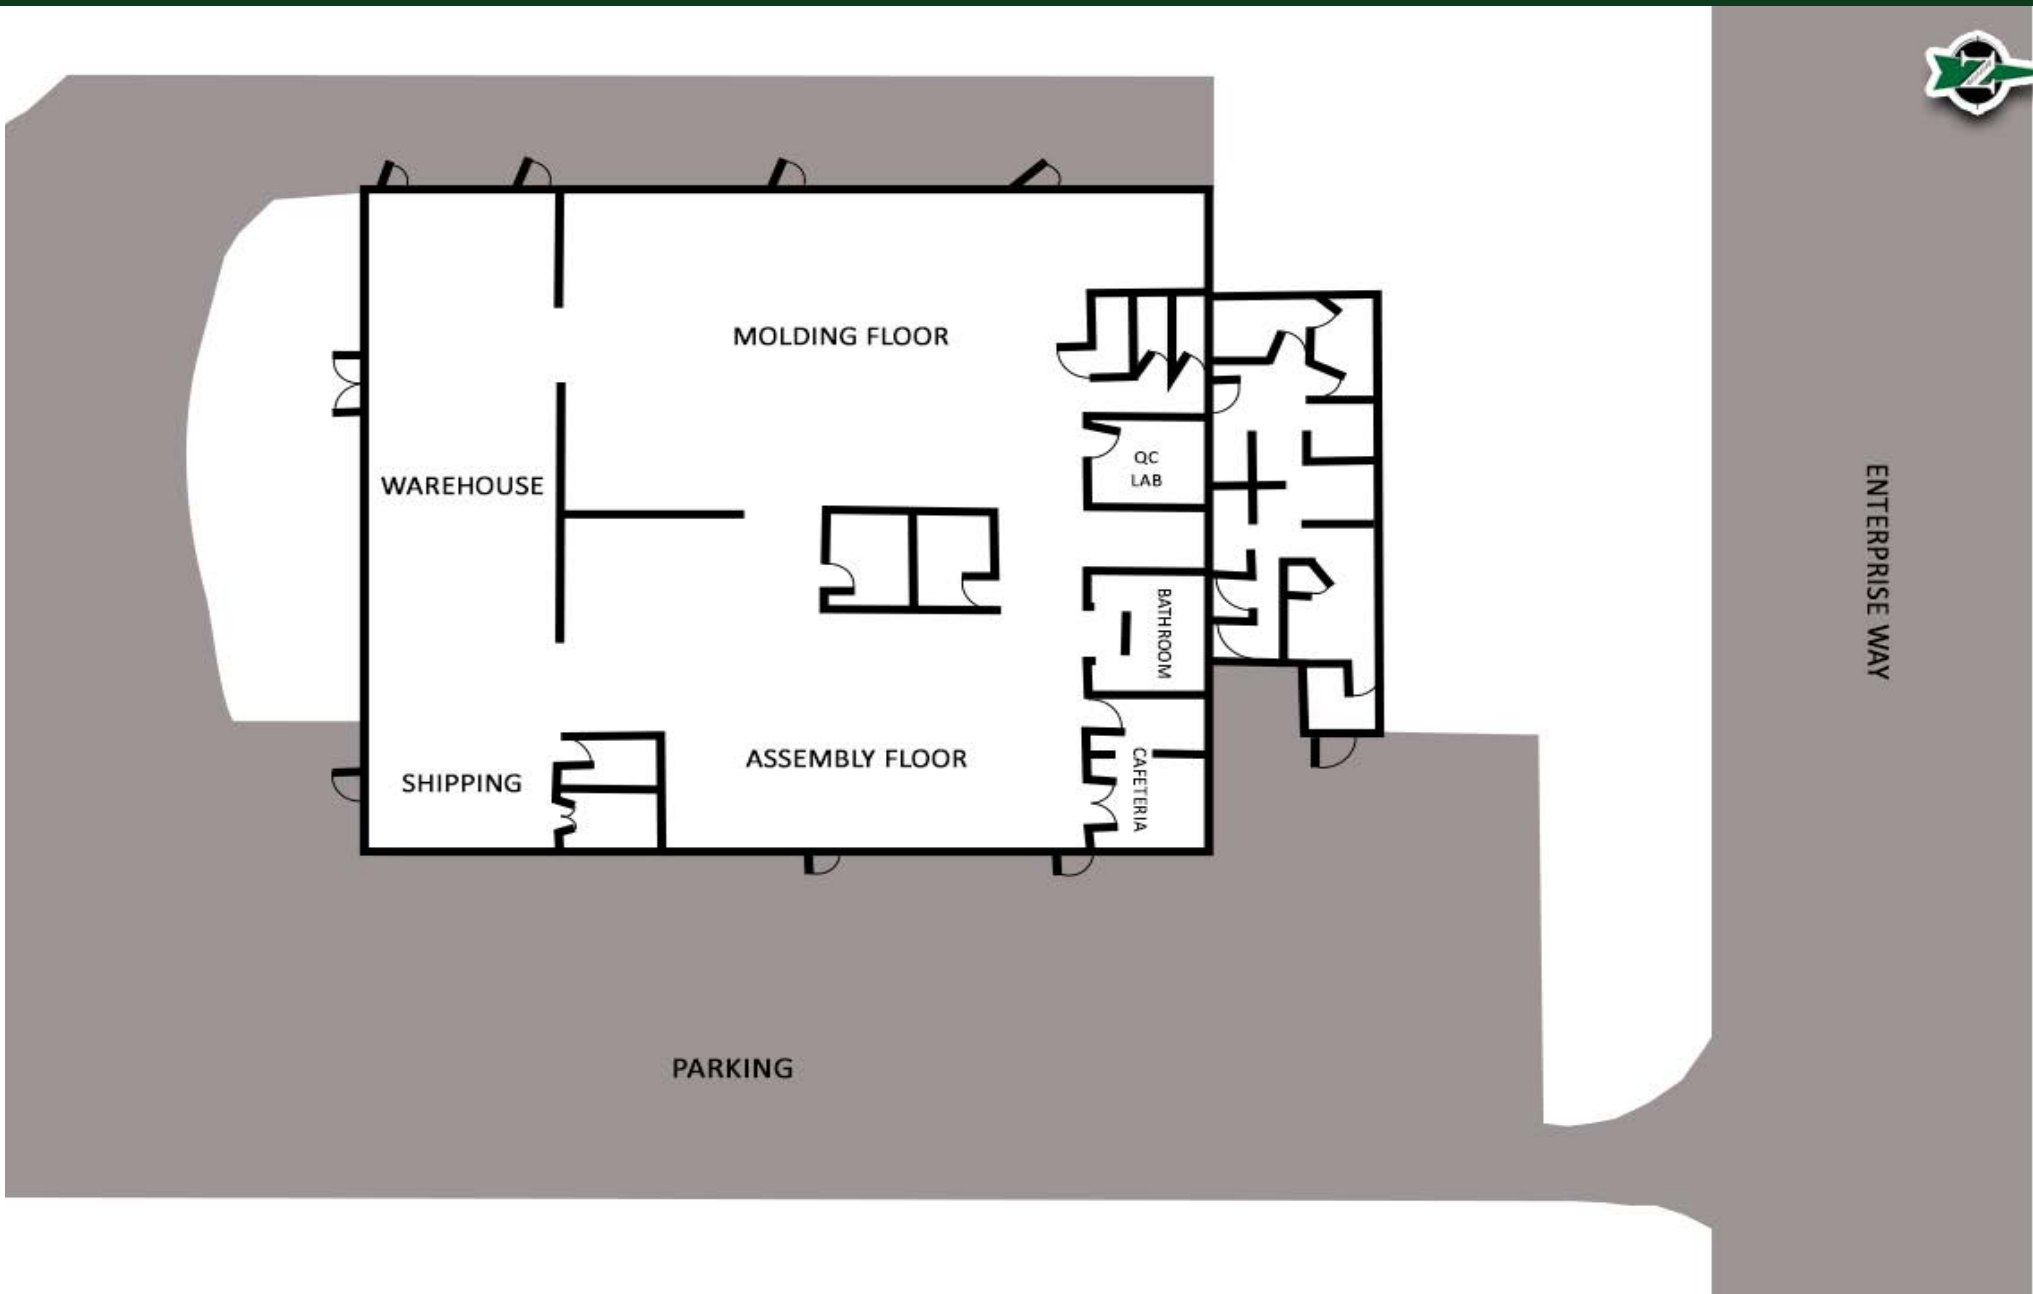 MOLDING FLOOR
WAREHOUSE
QC
LAB
BATHROOM
ASSEMBLY FLOOR
SHIPPING
CAFETERIA
PARKING
ENTERPRISE WAY